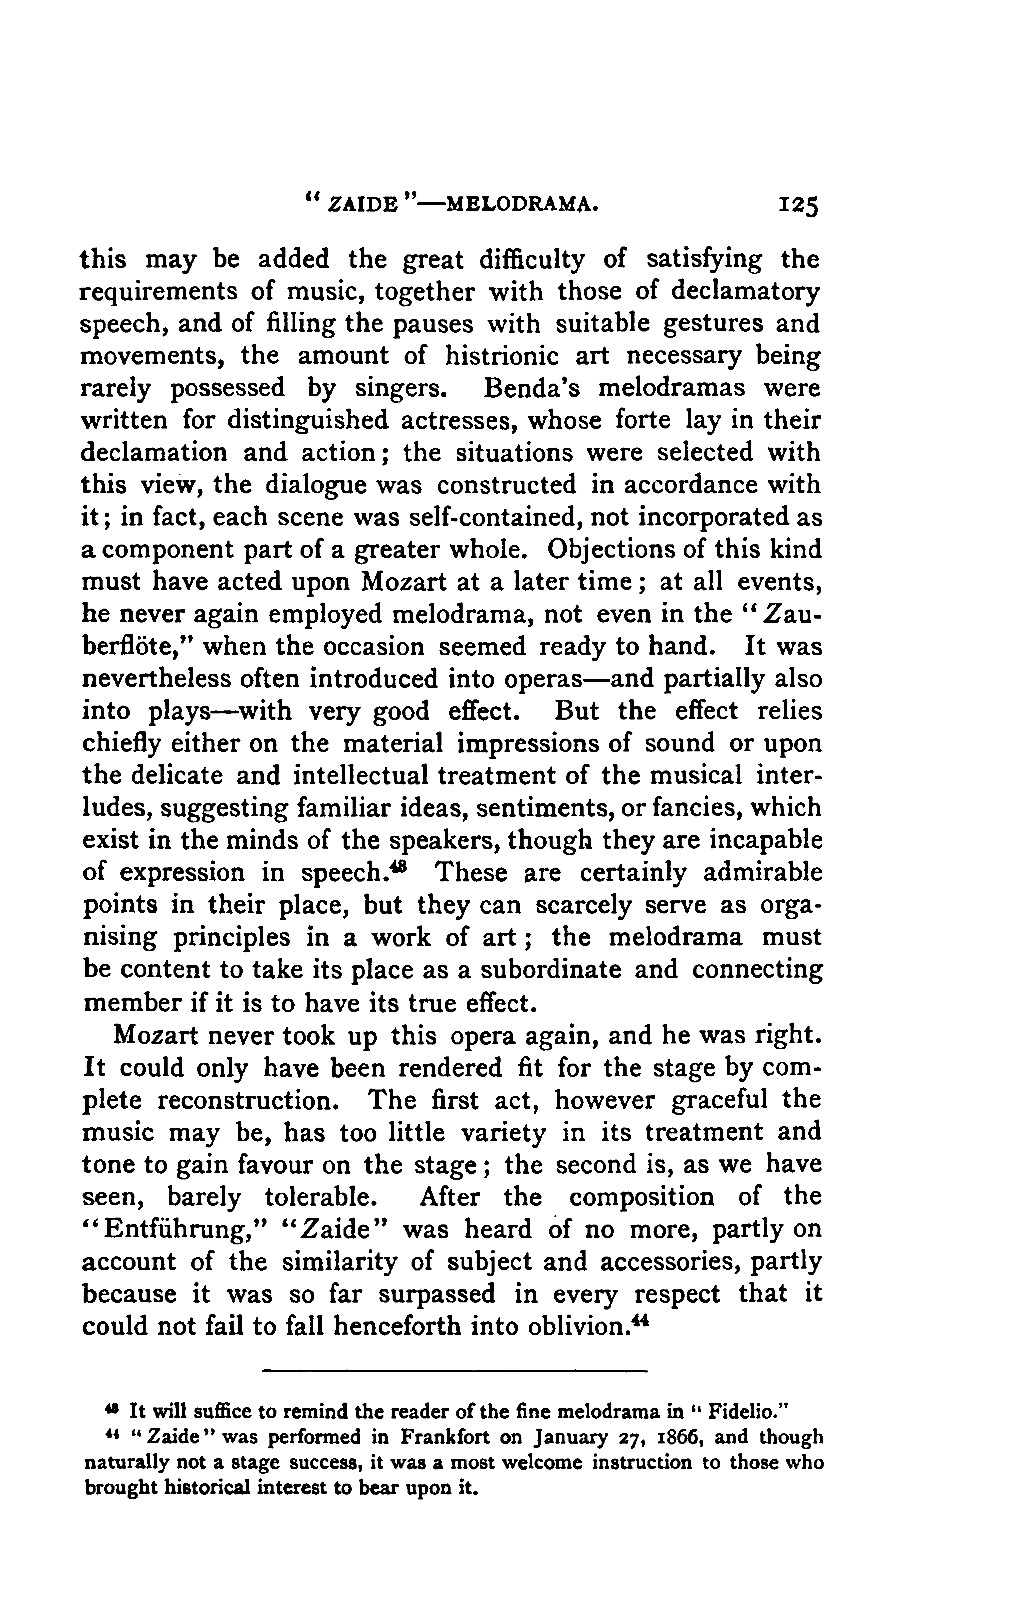 " ZAIDE "—MELODRAMA. 125
this may be added the great difficulty of satisfying the
requirements of music, together with those of declamatory
speech, and of filling the pauses with suitable gestures and
movements, the amount of histrionic art necessary being
rarely possessed by singers. Benda's melodramas were
written for distinguished actresses, whose forte lay in their
declamation and action; the situations were selected with
this view, the dialogue was constructed in accordance with
it; in fact, each scene was self-contained, not incorporated as
a component part of a greater whole. Objections of this kind
must have acted upon Mozart at a later time; at all events,
he never again employed melodrama, not even in the "Zau-
berflöte," when the occasion seemed ready to hand. It was
nevertheless often introduced into operas—and partially also
into plays—with very good effect. But the effect relies
chiefly either on the material impressions of sound or upon
the delicate and intellectual treatment of the musical inter-
ludes, suggesting familiar ideas, sentiments, or fancies, which
exist in the minds of the speakers, though they are incapable
of expression in speech.⁴³ These are certainly admirable
points in their place, but they can scarcely serve as orga-
nising principles in a work of art; the melodrama must
be content to take its place as a subordinate and connecting
member if it is to have its true effect.
Mozart never took up this opera again, and he was right.
It could only have been rendered fit for the stage by com-
plete reconstruction. The first act, however graceful the
music may be, has too little variety in its treatment and
tone to gain favour on the stage; the second is, as we have
seen, barely tolerable. After the composition of the
"Entführung," "Zaide" was heard of no more, partly on
account of the similarity of subject and accessories, partly
because it was so far surpassed in every respect that it
could not fail to fall henceforth into oblivion.⁴⁴
⁴³ It will suffice to remind the reader of the fine melodrama in "Fidelio."
⁴⁴ "Zaide" was performed in Frankfort on January 27, 1866, and though
naturally not a stage success, it was a most welcome instruction to those who
brought historical interest to bear upon it.